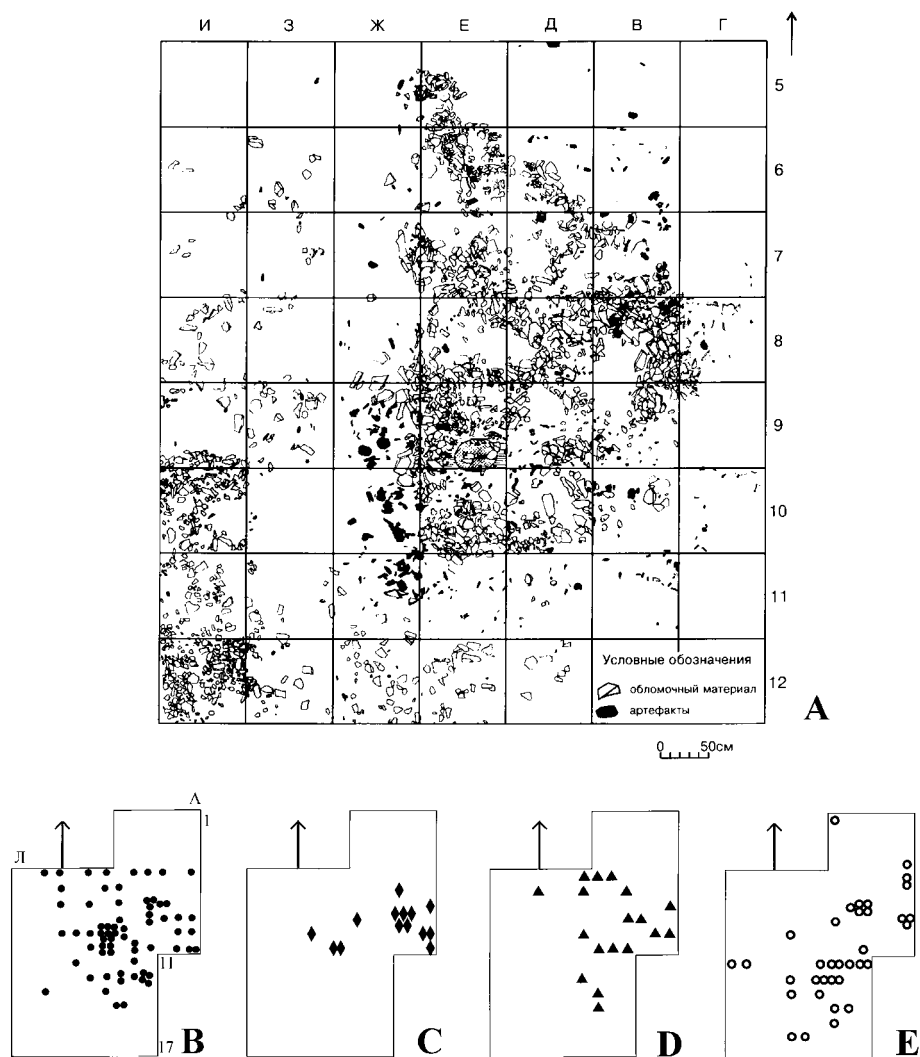 И З Ж Е Д В Г
5
6
7
8
9
10
11
12
Условные обозначения
обломочный материал
артефакты
А
0 50см
Л
1
Л
11
17
B
C
D
E